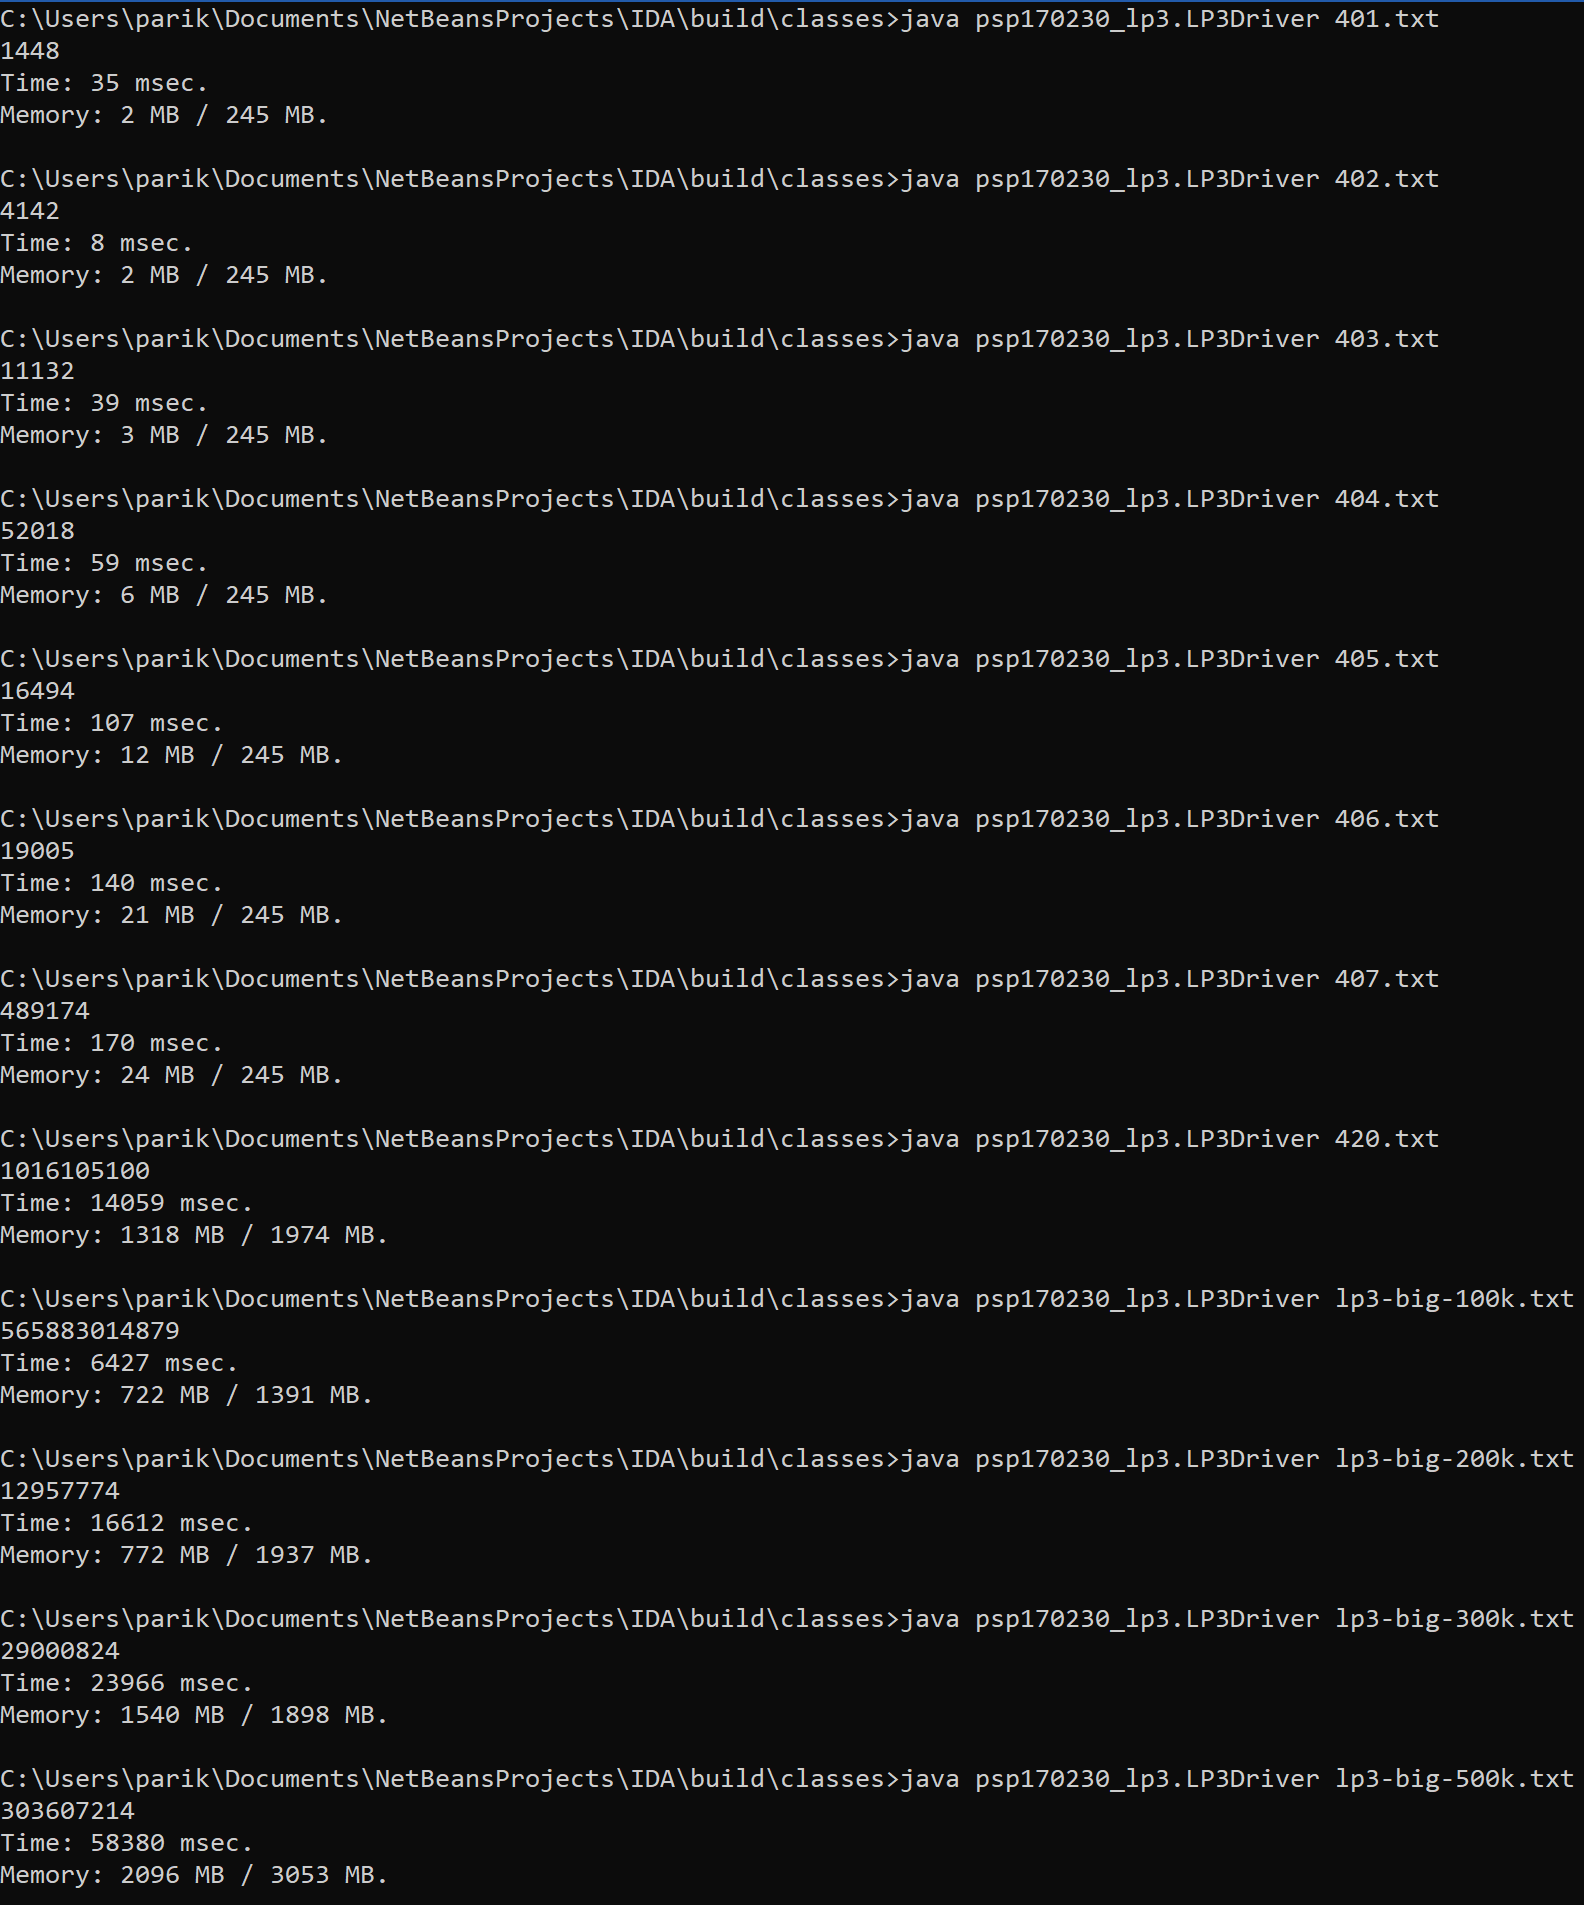 C:\Users\parik\Documents\NetBeansProjects\IDA\build\classes>java psp170230_lp3.LP3Driver 401.txt
1448
Time: 35 msec.
Memory: 2 MB / 245 MB.
C:\Users\parik\Documents\NetBeansProjects\IDA\build\classes>java psp170230_lp3.LP3Driver 402.txt
4142
Time: 8 msec.
Memory: 2 MB / 245 MB.
C:\Users\parik\Documents\NetBeansProjects\IDA\build\classes>java psp170230_lp3.LP3Driver 403.txt
11132
Time: 39 msec.
Memory: 3 MB / 245 MB.
C:\Users\parik\Documents\NetBeansProjects\IDA\build\classes>java psp170230_lp3.LP3Driver 404.txt
52018
Time: 59 msec.
Memory: 6 MB / 245 MB.
C:\Users\parik\Documents\NetBeansProjects\IDA\build\classes>java psp170230_lp3.LP3Driver 405.txt
16494
Time: 107 msec.
Memory: 12 MB / 245 MB.
C:\Users\parik\Documents\NetBeansProjects\IDA\build\classes>java psp170230_lp3.LP3Driver 406.txt
19005
Time: 140 msec.
Memory: 21 MB / 245 MB.
C:\Users\parik\Documents\NetBeansProjects\IDA\build\classes>java psp170230_lp3.LP3Driver 407.txt
489174
Time: 170 msec.
Memory: 24 MB / 245 MB.
C:\Users\parik\Documents\NetBeansProjects\IDA\build\classes>java psp170230_lp3.LP3Driver 420.txt
1016105100
Time: 14059 msec.
Memory: 1318 MB / 1974 MB.
C:\Users\parik\Documents\NetBeansProjects\IDA\build\classes>java psp170230_lp3.LP3Driver lp3-big-100k.txt
565883014879
Time: 6427 msec.
Memory: 722 MB / 1391 MB.
C:\Users\parik\Documents\NetBeansProjects\IDA\build\classes>java psp170230_lp3.LP3Driver lp3-big-200k.txt
12957774
Time: 16612 msec.
Memory: 772 MB / 1937 MB.
C:\Users\parik\Documents\NetBeansProjects\IDA\build\classes>java psp170230_lp3.LP3Driver lp3-big-300k.txt
29000824
Time: 23966 msec.
Memory: 1540 MB / 1898 MB.
C:\Users\parik\Documents\NetBeansProjects\IDA\build\classes>java psp170230_lp3.LP3Driver lp3-big-500k.txt
303607214
Time: 58380 msec.
Memory: 2096 MB / 3053 MB.